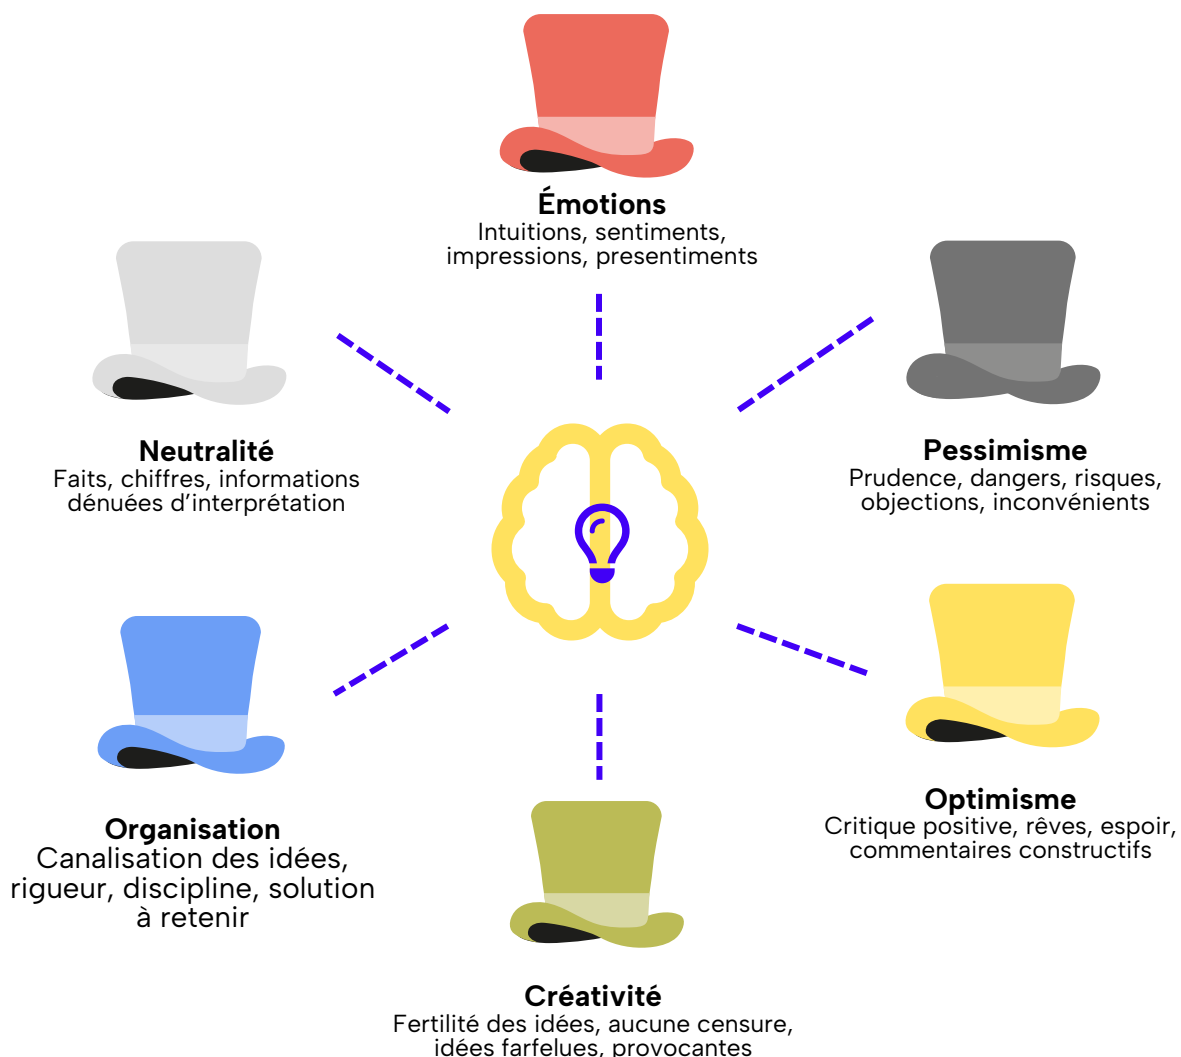 Émotions
Intuitions, sentiments,
impressions, presentiments
Neutralité
Faits, chiffres, informations
dénuées d’interprétation
Pessimisme
Prudence, dangers, risques,
objections, inconvénients
Organisation
Canalisation des idées,
rigueur, discipline, solution
à retenir
Optimisme
Critique positive, rêves, espoir,
commentaires constructifs
Créativité
Fertilité des idées, aucune censure,
idées farfelues, provocantes